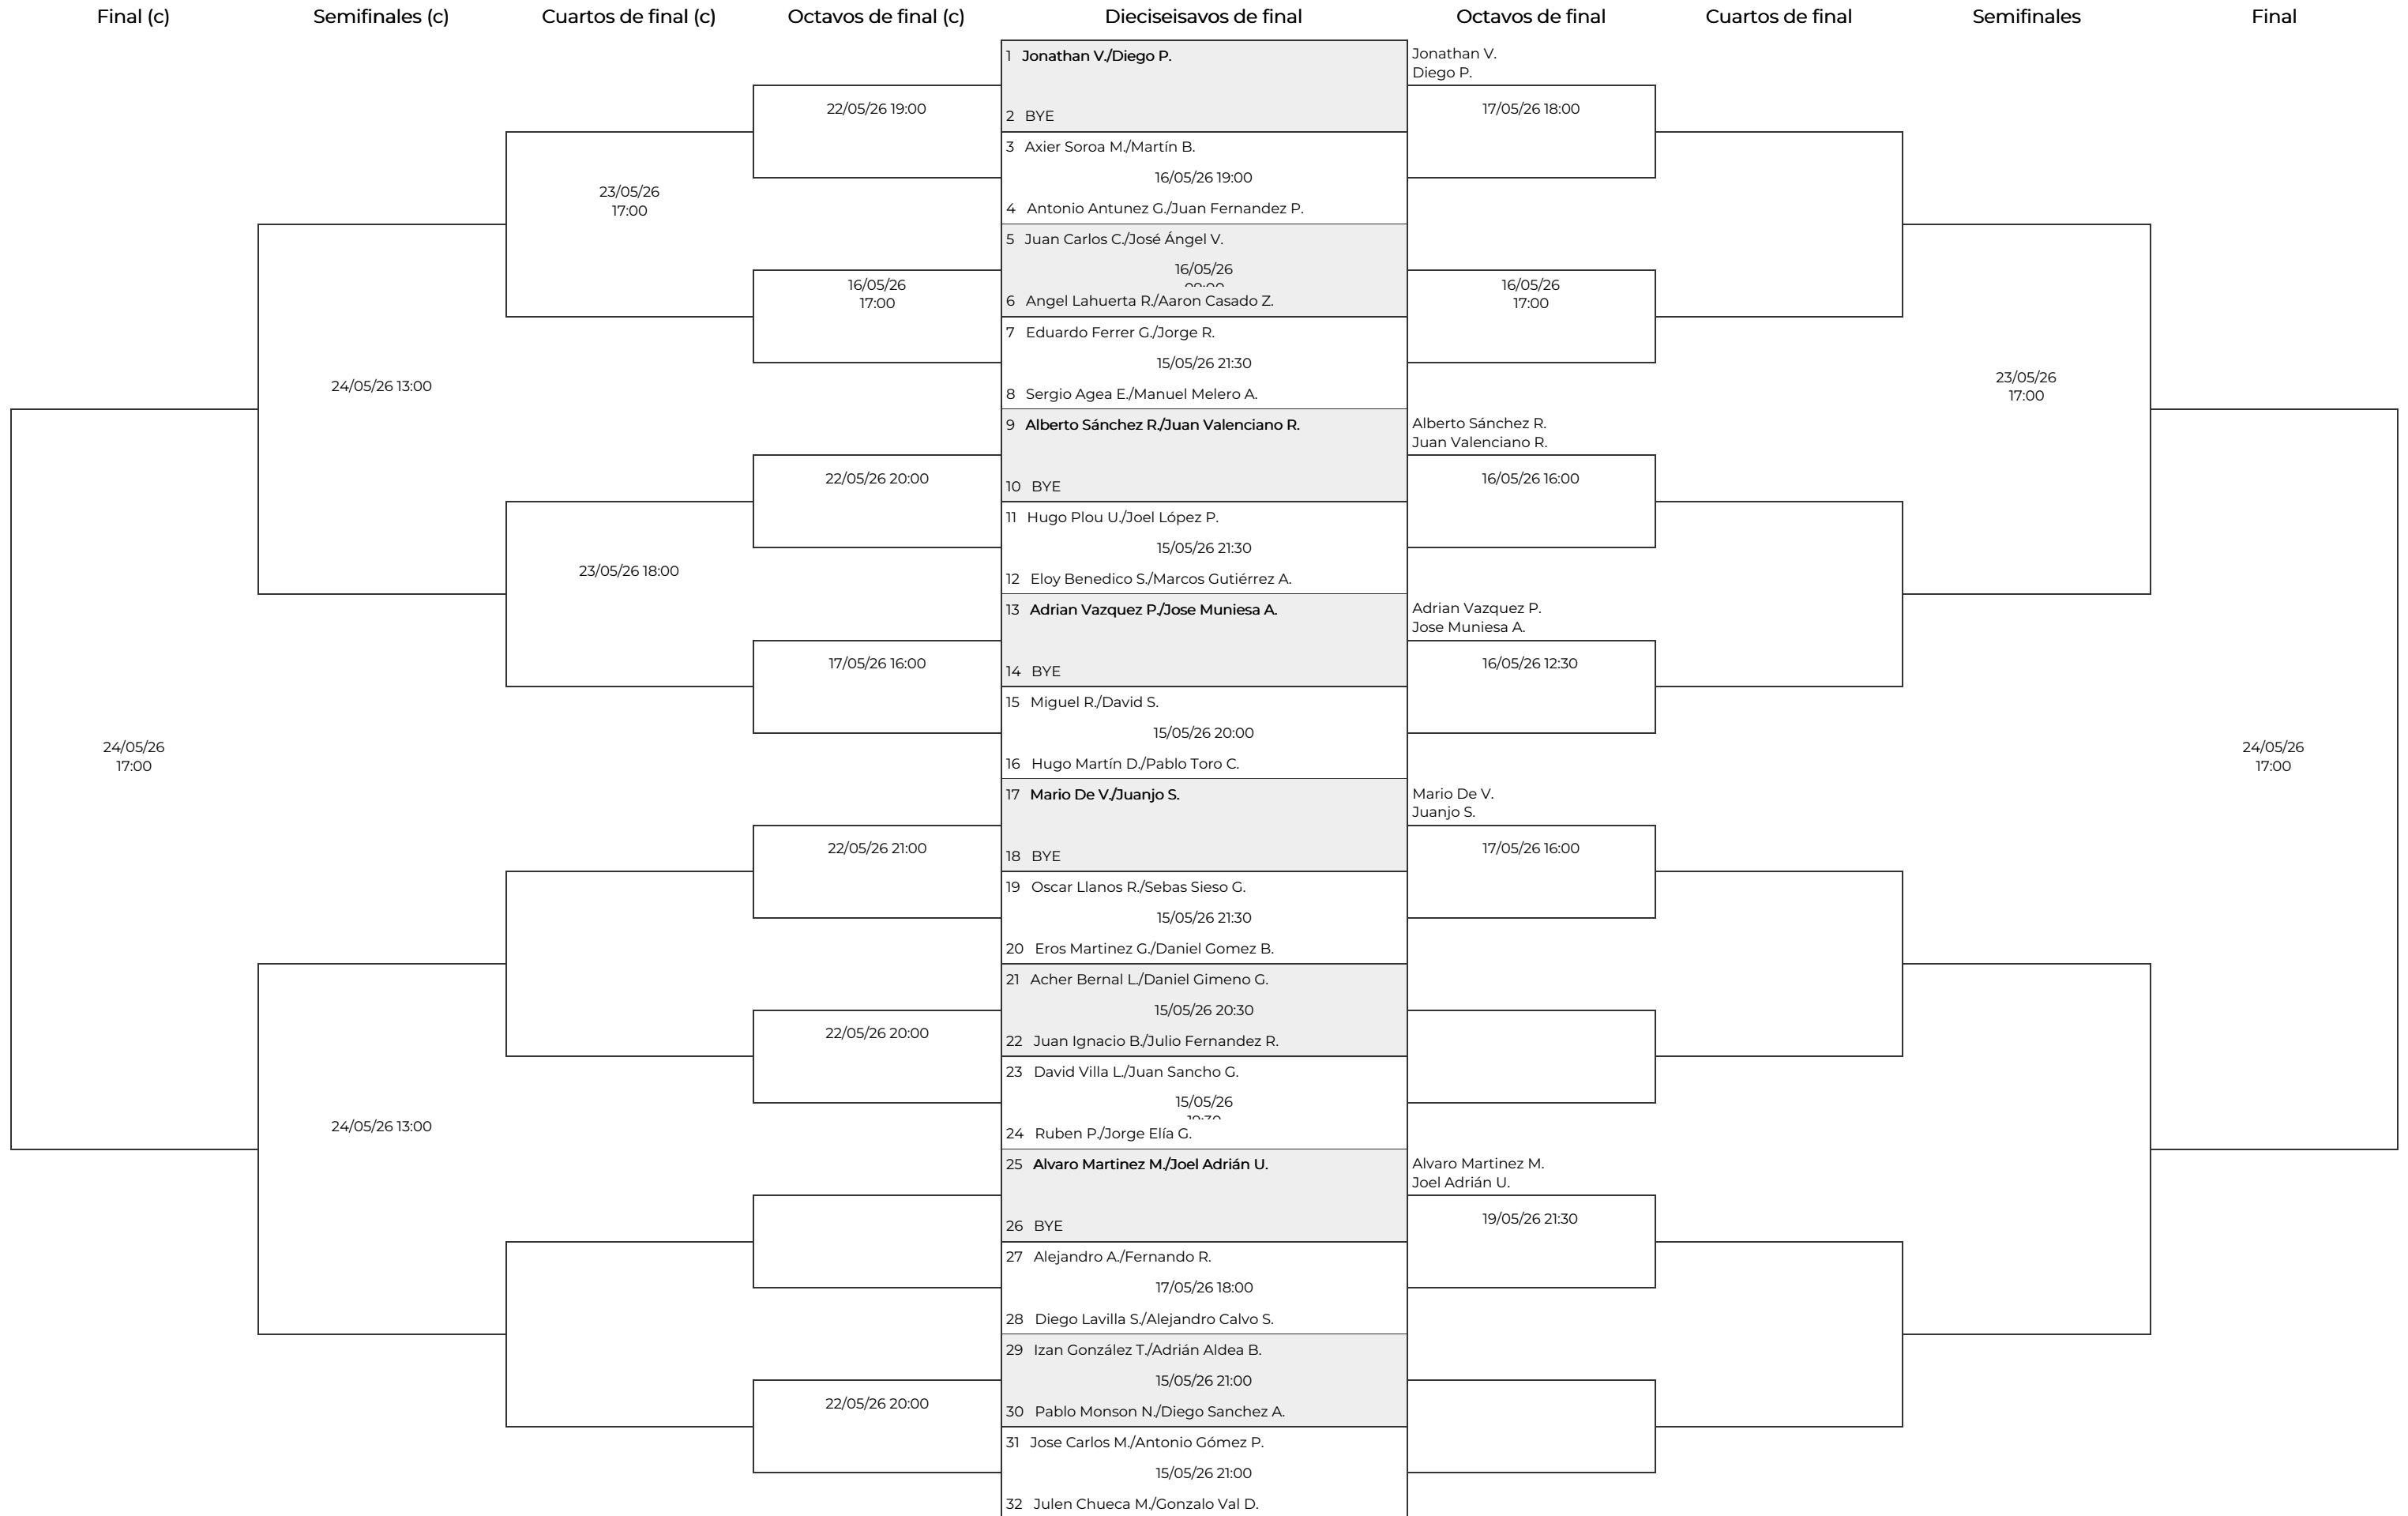 Final (c)
Semifinales (c)
Cuartos de final (c)
Octavos de final (c)
Dieciseisavos de final
Octavos de final
Cuartos de final
Semifinales
Final
24/05/26
17:00
24/05/26 13:00
24/05/26 13:00
23/05/26
17:00
23/05/26 18:00
22/05/26 19:00
16/05/26
17:00
22/05/26 20:00
17/05/26 16:00
22/05/26 21:00
22/05/26 20:00
22/05/26 20:00
1 Jonathan V./Diego P.
2 BYE
3 Axier Soroa M./Martín B.
16/05/26 19:00
4 Antonio Antunez G./Juan Fernandez P.
5 Juan Carlos C./José Ángel V.
16/05/26
6 Angel Lahuerta R./Aaron Casado Z.
7 Eduardo Ferrer G./Jorge R.
15/05/26 21:30
8 Sergio Agea E./Manuel Melero A.
9 Alberto Sánchez R./Juan Valenciano R.
10 BYE
11 Hugo Plou U./Joel López P.
15/05/26 21:30
12 Eloy Benedico S./Marcos Gutiérrez A.
13 Adrian Vazquez P./Jose Muniesa A.
14 BYE
15 Miguel R./David S.
15/05/26 20:00
16 Hugo Martín D./Pablo Toro C.
17 Mario De V./Juanjo S.
18 BYE
19 Oscar Llanos R./Sebas Sieso G.
15/05/26 21:30
20 Eros Martinez G./Daniel Gomez B.
21 Acher Bernal L./Daniel Gimeno G.
15/05/26 20:30
22 Juan Ignacio B./Julio Fernandez R.
23 David Villa L./Juan Sancho G.
15/05/26
24 Ruben P./Jorge Elía G.
25 Alvaro Martinez M./Joel Adrián U.
26 BYE
27 Alejandro A./Fernando R.
17/05/26 18:00
28 Diego Lavilla S./Alejandro Calvo S.
29 Izan González T./Adrián Aldea B.
15/05/26 21:00
30 Pablo Monson N./Diego Sanchez A.
31 Jose Carlos M./Antonio Gómez P.
15/05/26 21:00
32 Julen Chueca M./Gonzalo Val D.
Jonathan V.
Diego P.
17/05/26 18:00
16/05/26
17:00
Alberto Sánchez R.
Juan Valenciano R.
16/05/26 16:00
Adrian Vazquez P.
Jose Muniesa A.
16/05/26 12:30
Mario De V.
Juanjo S.
17/05/26 16:00
Alvaro Martinez M.
Joel Adrián U.
19/05/26 21:30
23/05/26
17:00
24/05/26
17:00